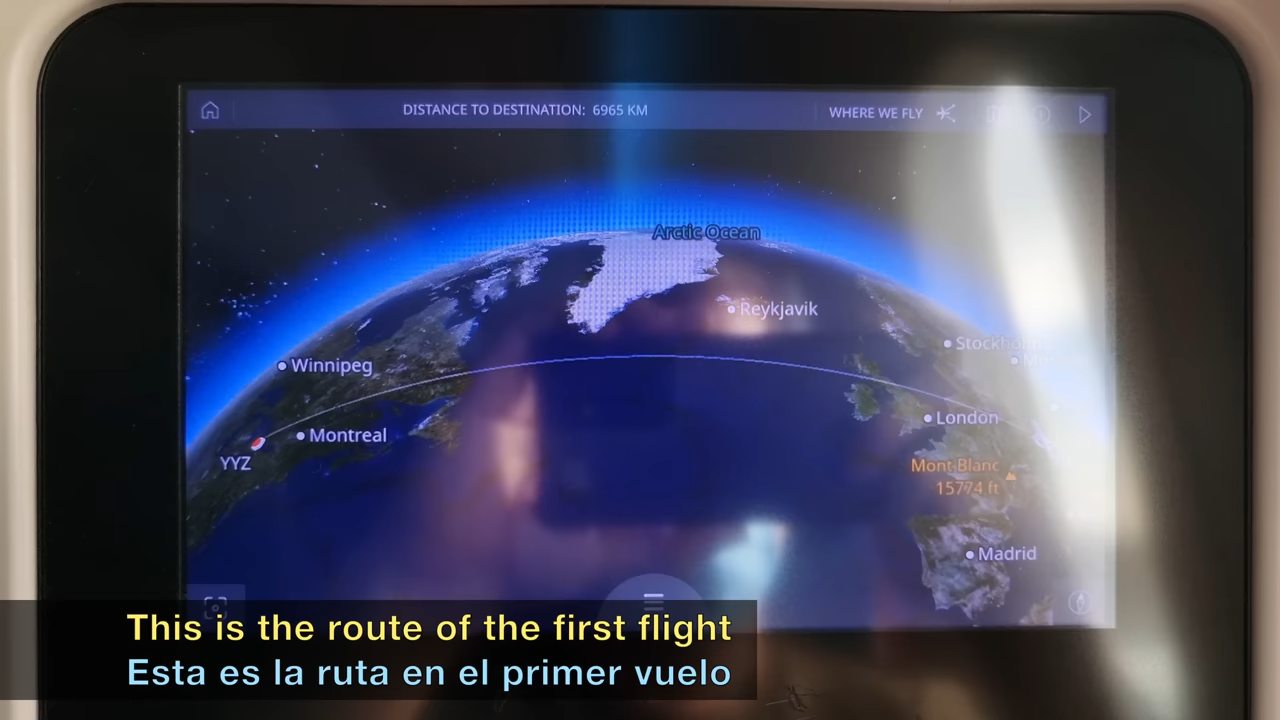 DISTANCE TO DESTINATION: 6965 KM
WHERE WE FLY
Arctic Ocean
Reykjavik
Winnipeg
Montreal
YYZ
London
Mont Blanc
15774 ft
Madrid
This is the route of the first flight
Esta es la ruta en el primer vuelo